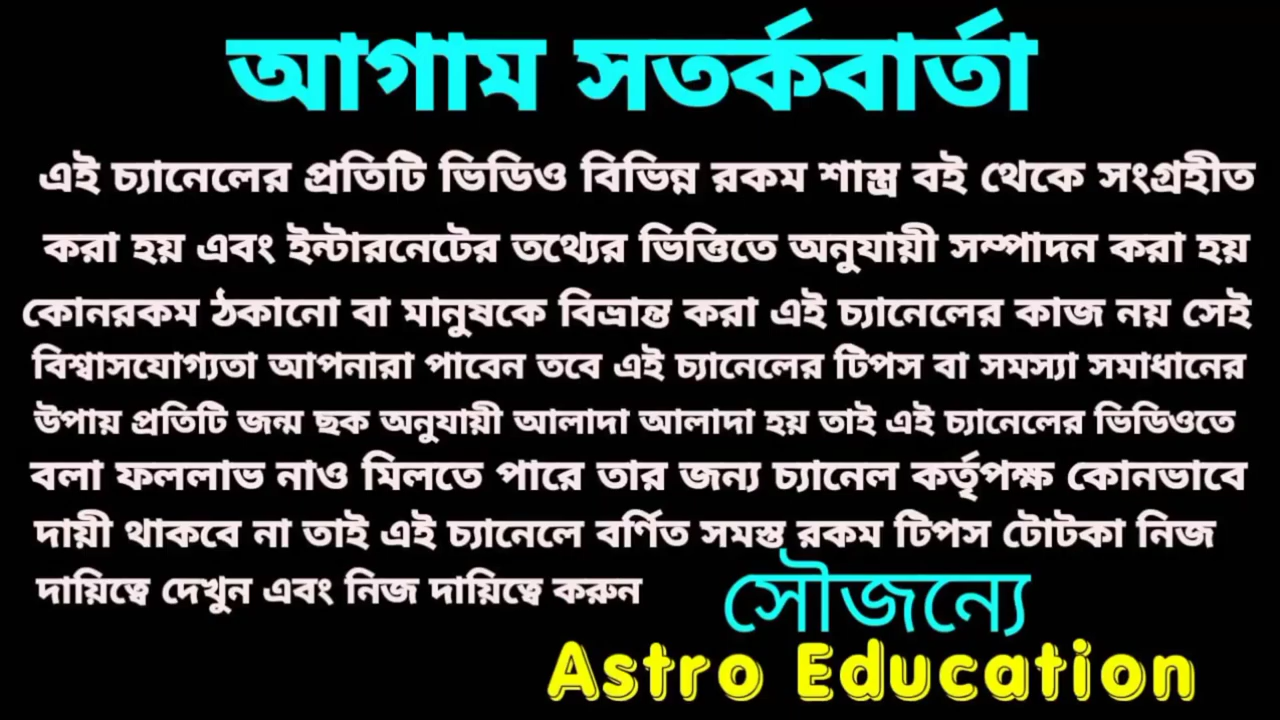 আগাম সতর্কবার্তা
এই চ্যানেলের প্রতিটি ভিডিও বিভিন্ন রকম শাস্ত্র বই থেকে সংগ্রহীত
করা হয় এবং ইন্টারনেটের তথ্যের ভিত্তিতে অনুযায়ী সম্পাদন করা হয়
কোনরকম ঠকানো বা মানুষকে বিভ্রান্ত করা এই চ্যানেলের কাজ নয় সেই
বিশ্বাসযোগ্যতা আপনারা পাবেন তবে এই চ্যানেলের টিপস বা সমস্যা সমাধানের
উপায় প্রতিটি জন্ম ছক অনুযায়ী আলাদা আলাদা হয় তাই এই চ্যানেলের ভিডিওতে
বলা ফললাভ নাও মিলতে পারে তার জন্য চ্যানেল কর্তৃপক্ষ কোনভাবে
দায়ী থাকবে না তাই এই চ্যানেলে বর্ণিত সমস্ত রকম টিপস টোটকা নিজ
দায়িত্বে দেখুন এবং নিজ দায়িত্বে করুন
সৌজন্যে
Astro Education